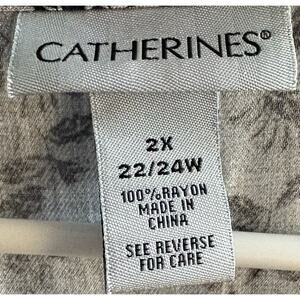 CATHERINES®
2X
22/24W
100%RAYON
MADE IN
CHINA
SEE REVERSE
FOR CARE